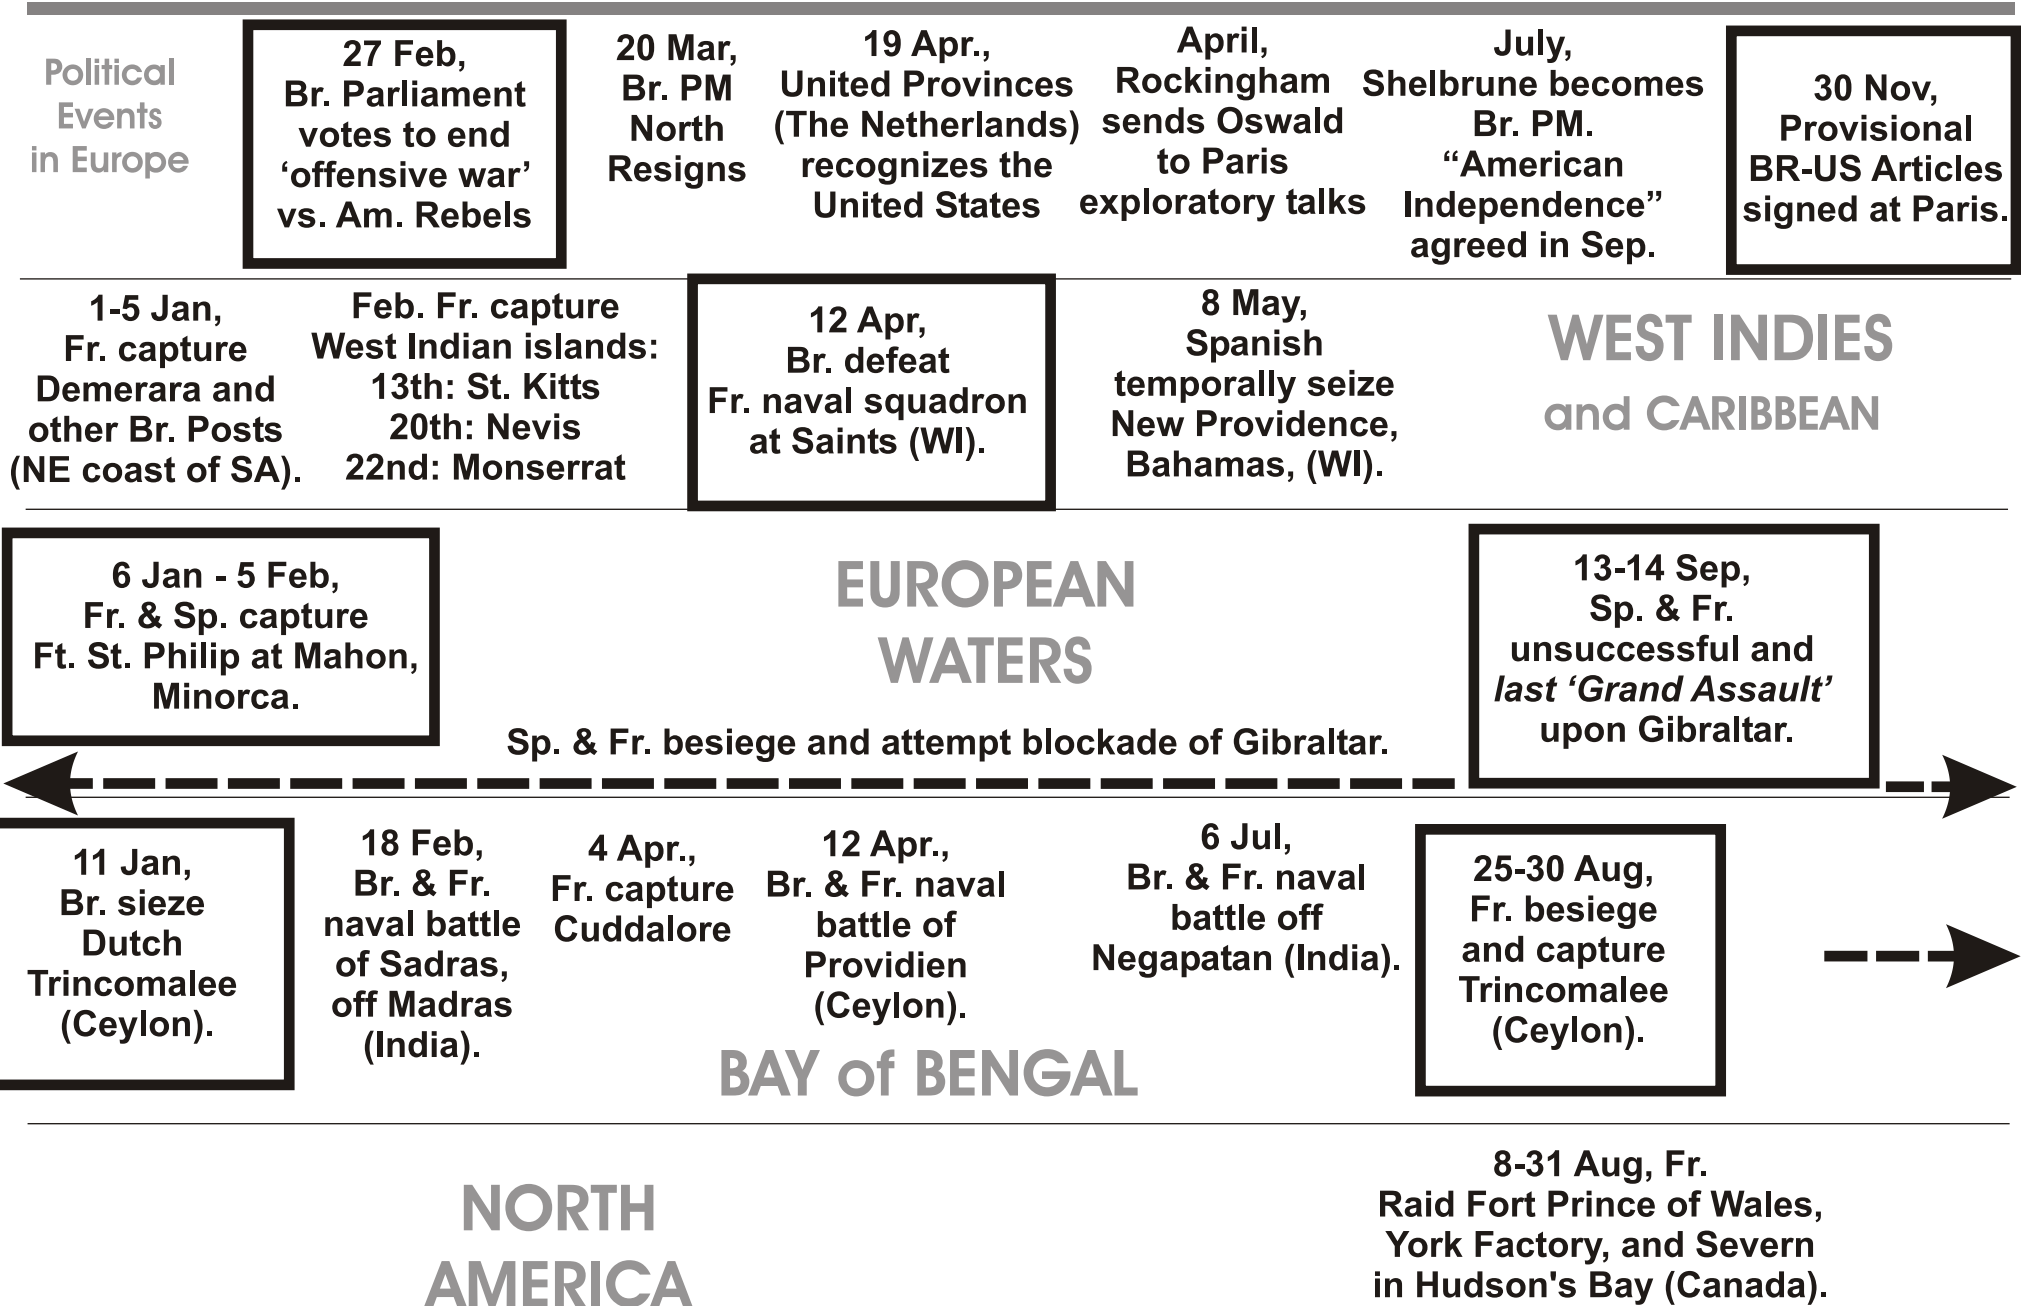 Political
Events
in Europe
27 Feb,
Br. Parliament
votes to end
‘offensive war’
vs. Am. Rebels
20 Mar,
Br. PM
North
Resigns
19 Apr.,
United Provinces
(The Netherlands)
recognizes the
United States
April,
Rockingham
sends Oswald
to Paris
exploratory talks
July,
Shelbrune becomes
Br. PM.
“American
Independence”
agreed in Sep.
30 Nov,
Provisional
BR-US Articles
signed at Paris.
1-5 Jan,
Fr. capture
Demerara and
other Br. Posts
(NE coast of SA).
Feb. Fr. capture
West Indian islands:
13th: St. Kitts
20th: Nevis
22nd: Monserrat
12 Apr,
Br. defeat
Fr. naval squadron
at Saints (WI).
8 May,
Spanish
temporally seize
New Providence,
Bahamas, (WI).
WEST INDIES
and CARIBBEAN
6 Jan - 5 Feb,
Fr. & Sp. capture
Ft. St. Philip at Mahon,
Minorca.
EUROPEAN
WATERS
Sp. & Fr. besiege and attempt blockade of Gibraltar.
13-14 Sep,
Sp. & Fr.
unsuccessful and
last ‘Grand Assault’
upon Gibraltar.
11 Jan,
Br. sieze
Dutch
Trincomalee
(Ceylon).
18 Feb,
Br. & Fr.
naval battle
of Sadras,
off Madras
(India).
4 Apr.,
Fr. capture
Cuddalore
12 Apr.,
Br. & Fr. naval
battle of
Providien
(Ceylon).
6 Jul,
Br. & Fr. naval
battle off
Negapatan (India).
25-30 Aug,
Fr. besiege
and capture
Trincomalee
(Ceylon).
BAY of BENGAL
NORTH
AMERICA
8-31 Aug, Fr.
Raid Fort Prince of Wales,
York Factory, and Severn
in Hudson's Bay (Canada).